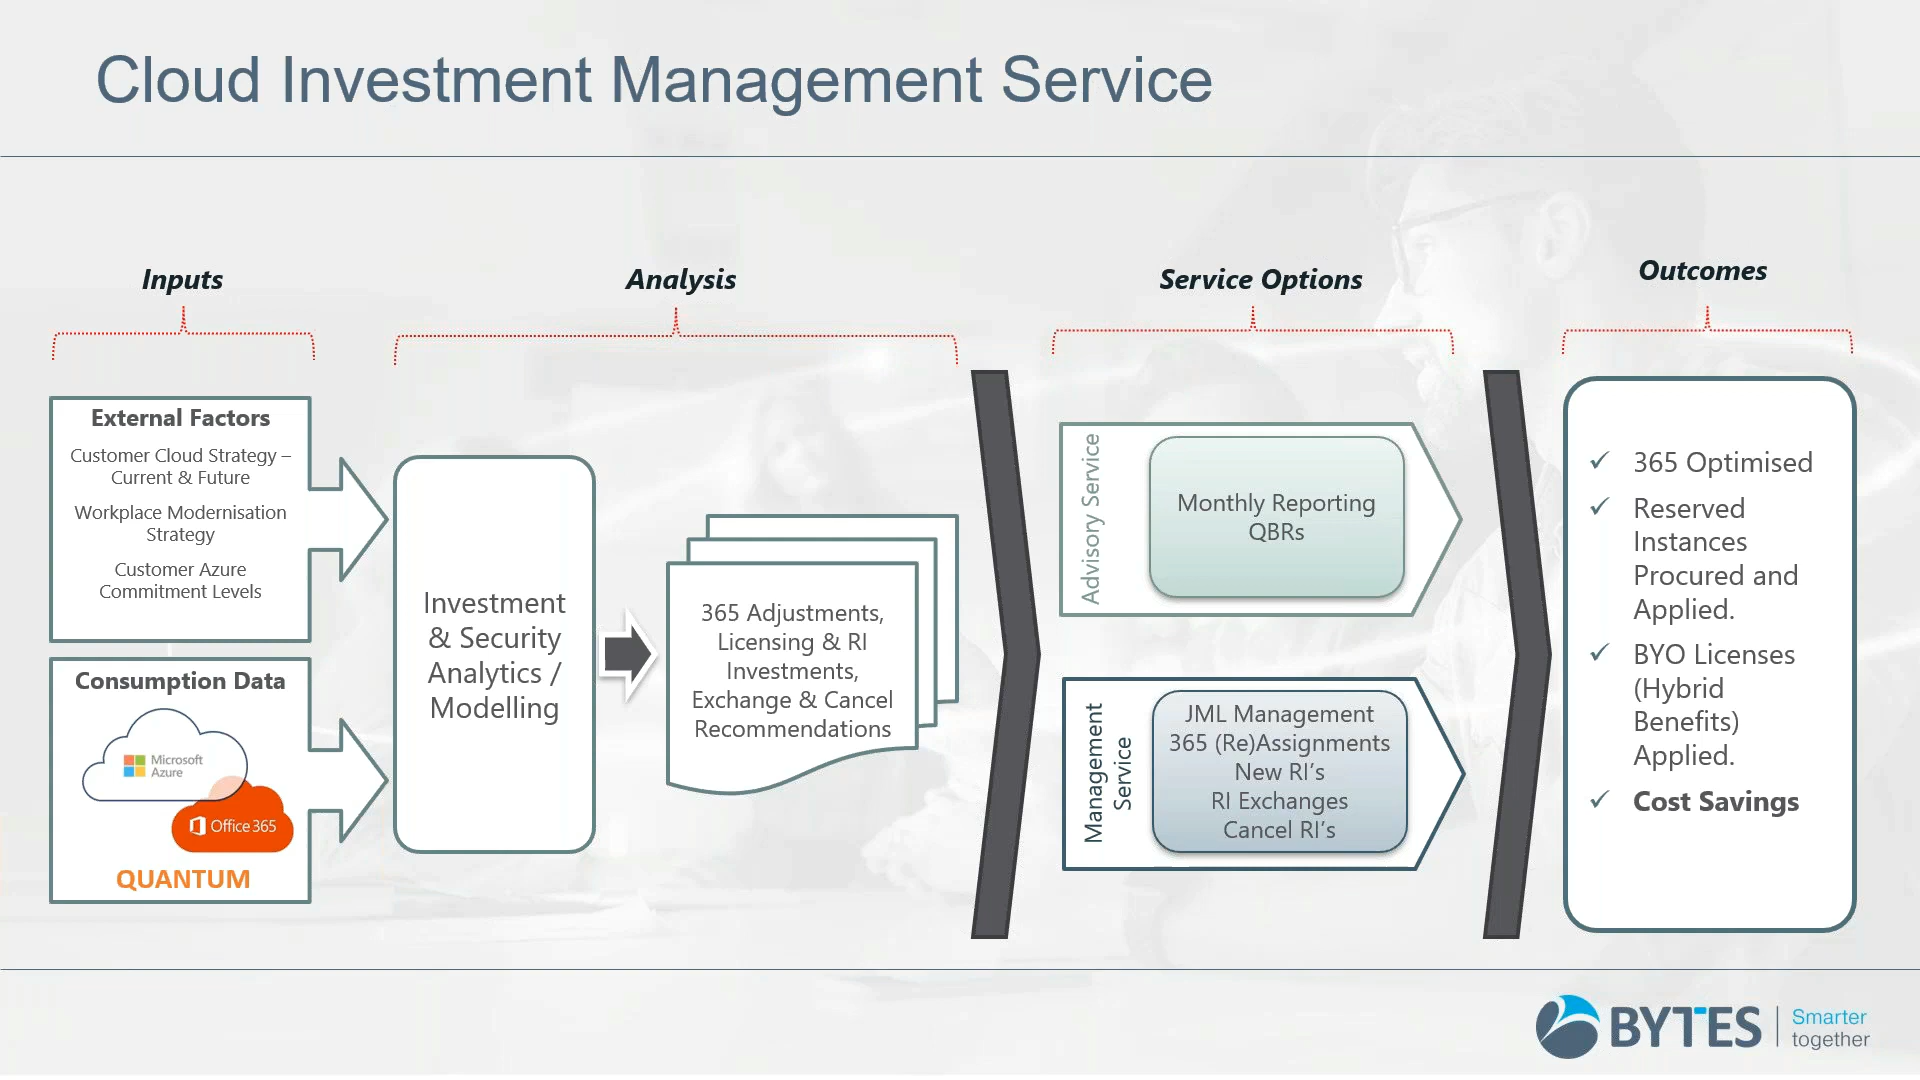 Cloud Investment Management Service
Inputs
Analysis
Service Options
Outcomes
External Factors
Customer Cloud Strategy –
Current & Future
Workplace Modernisation
Strategy
Customer Azure
Commitment Levels
Consumption Data
Microsoft
Azure
Office 365
QUANTUM
Investment
& Security
Analytics /
Modelling
365 Adjustments,
Licensing & RI
Investments,
Exchange & Cancel
Recommendations
Advisory Service
Monthly Reporting
QBRs
Management
Service
JML Management
365 (Re)Assignments
New RI's
RI Exchanges
Cancel RI's
✓ 365 Optimised
✓ Reserved
Instances
Procured and
Applied.
✓ BYO Licenses
(Hybrid
Benefits)
Applied.
✓ Cost Savings
BYTES
Smarter
together